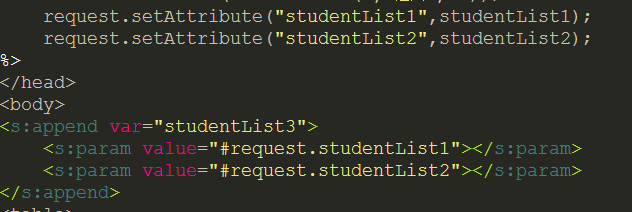 request.setAttribute("studentList1",studentList1);
request.setAttribute("studentList2",studentList2);
%>
</head>
<body>
<s:append var="studentList3">
<s:param value="#request.studentList1"></s:param>
<s:param value="#request.studentList2"></s:param>
</s:append>